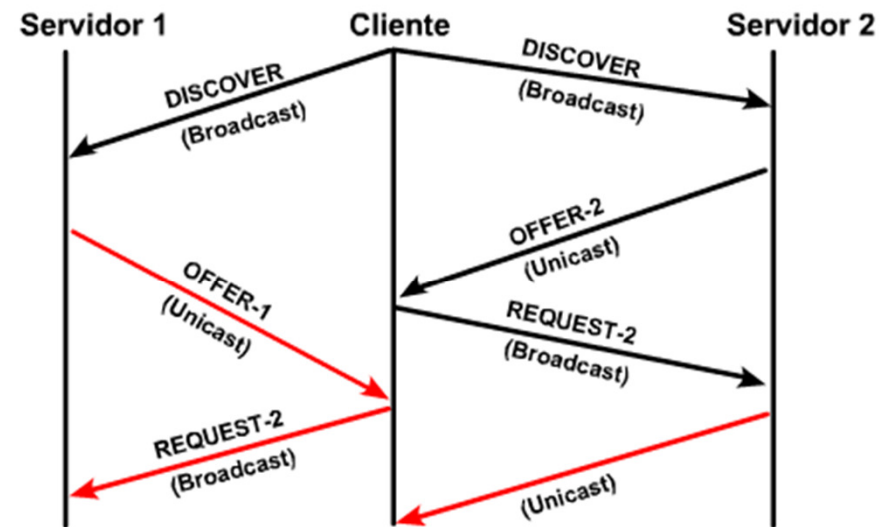 Servidor 1
Cliente
Servidor 2
DISCOVER
(Broadcast)
DISCOVER
(Broadcast)
OFFER-2
(Unicast)
OFFER-1
(Unicast)
REQUEST-2
(Broadcast)
REQUEST-2
(Broadcast)
(Unicast)